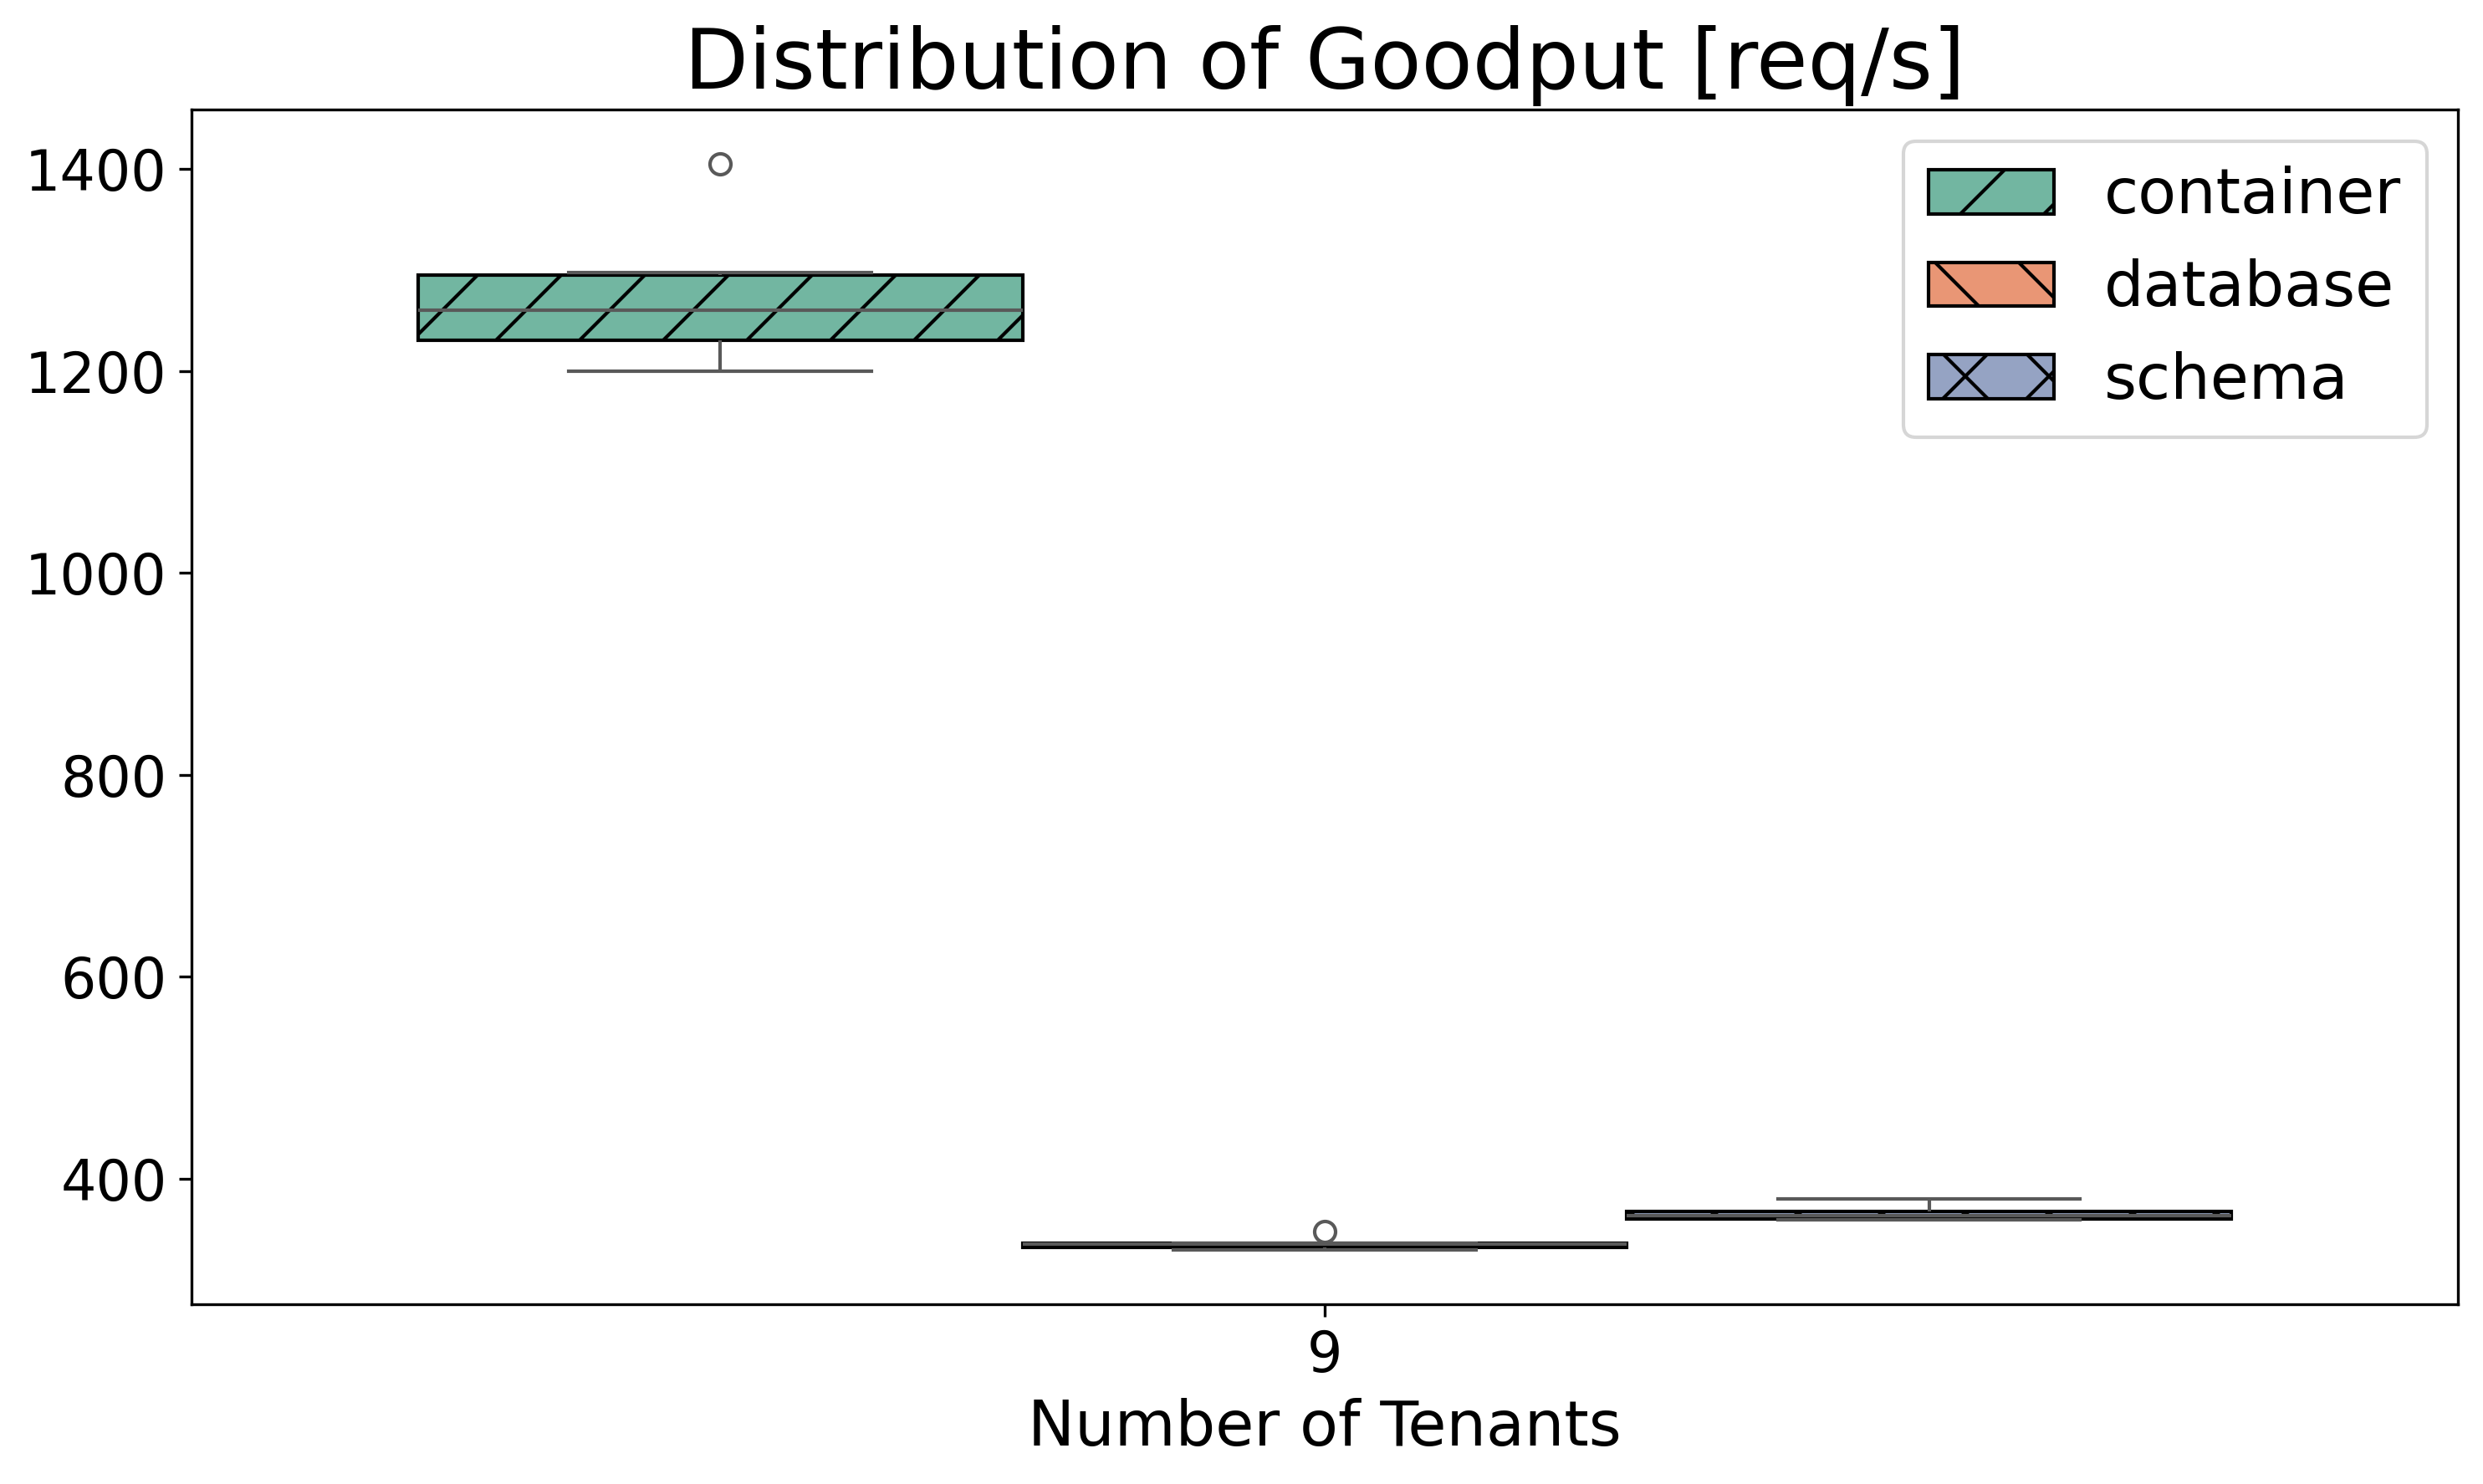 Distribution of Goodput [req/s]
1400
1200
1000
800
600
400
container
database
schema
9
Number of Tenants